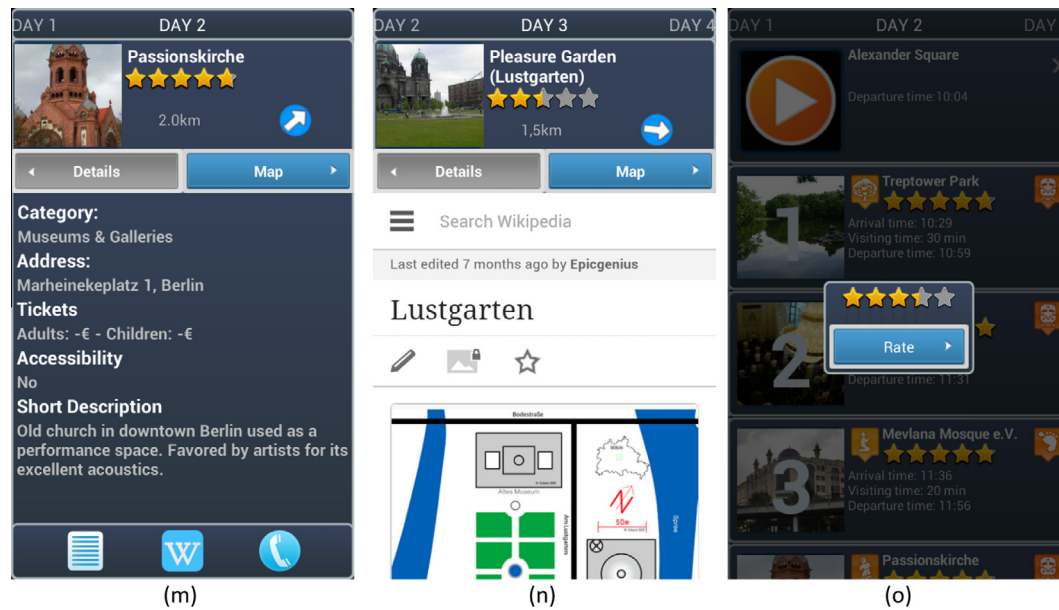 DAY 1 DAY 2
Passionskirche
2.0km
Details Map
Category:
Museums & Galleries
Address:
Marheinekeplatz 1, Berlin
Tickets
Adults: -€ - Children: -€
Accessibility
No
Short Description
Old church in downtown Berlin used as a
performance space. Favored by artists for its
excellent acoustics.
W
(m)
DAY 2 DAY 3 DAY 4
Pleasure Garden
(Lustgarten)
1,5km
Details Map
Search Wikipedia
Last edited 7 months ago by Epicgenius
Lustgarten
Bodestraße
Altes Museum
Am Lustgarten
Spree
50m
(n)
DAY 1 DAY 2 DAY
Alexander Square
Departure time:10:04
1
Treptower Park
Arrival time: 10:29
Visiting time: 30 min
Departure time: 10:59
2
Rate
Departure time: 11:31
3
Mevlana Mosque e.V.
Arrival time: 11:36
Visiting time: 20 min
Departure time: 11:56
Passionskirche
(o)